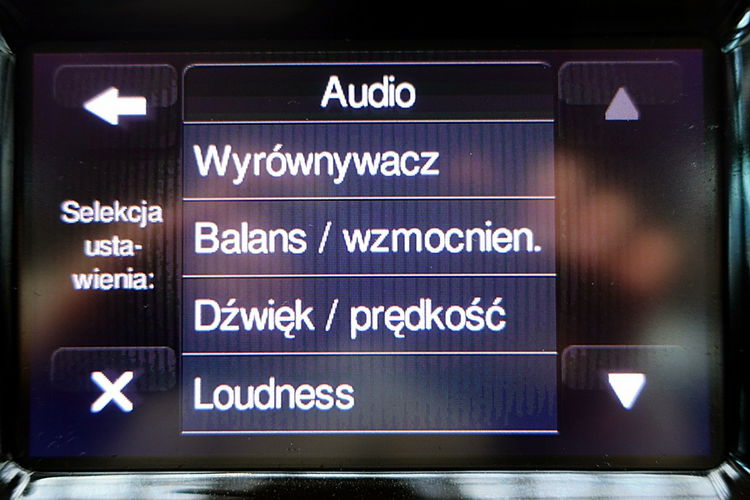 Audio
Selekcja
usta-
wienia:
Wyrównywacz
Balans / wzmocnien.
Dźwięk / prędkość
Loudness